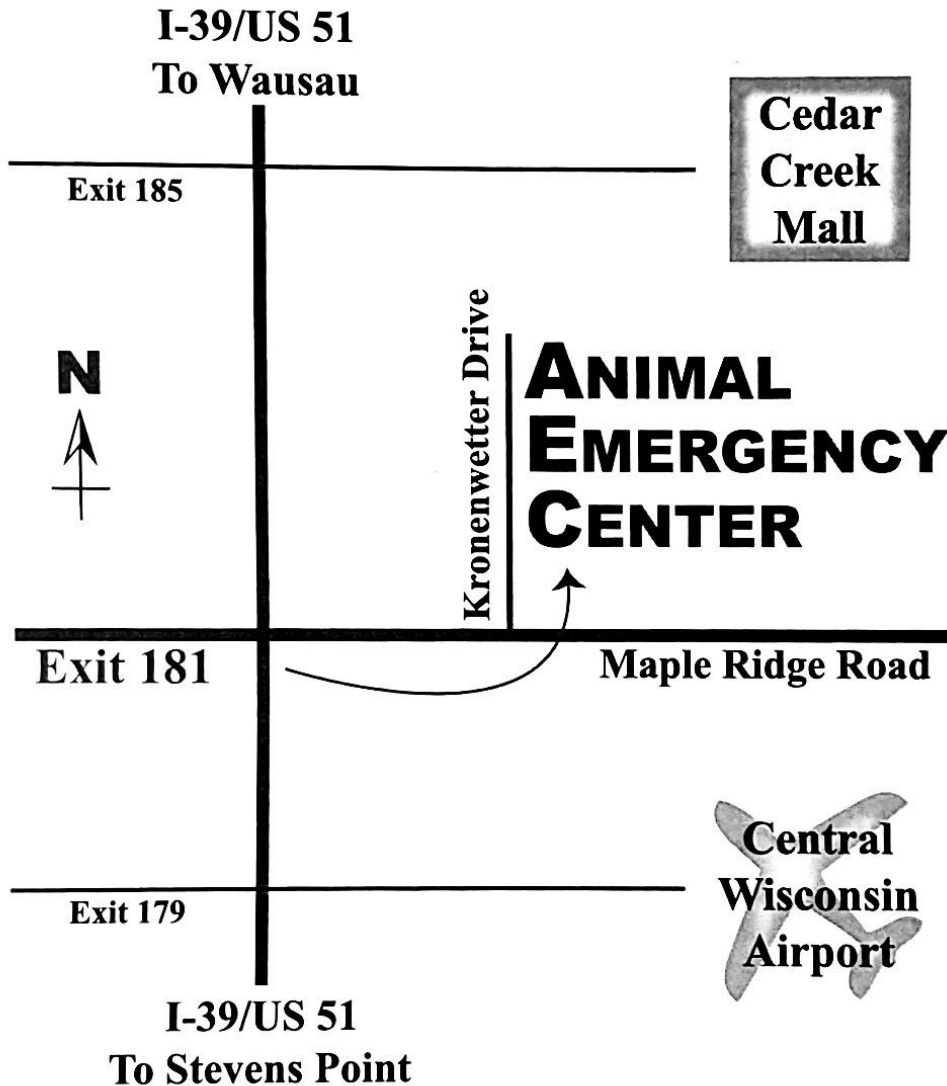 I-39/US 51
To Wausau
Cedar
Creek
Mall
Exit 185
N
Kronenwetter Drive
ANIMAL
EMERGENCY
CENTER
Exit 181
Maple Ridge Road
Central
Wisconsin
Airport
Exit 179
I-39/US 51
To Stevens Point